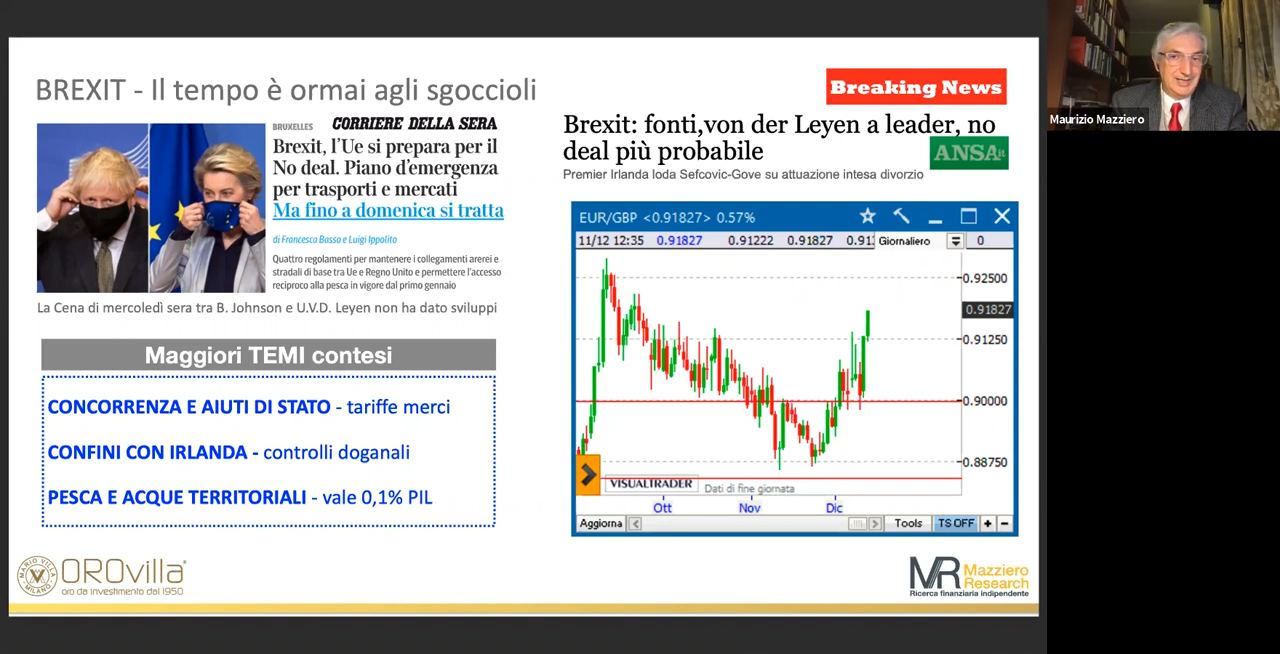 BREXIT - Il tempo è ormai agli sgoccioli
BRUXELLES
CORRIERE DELLA SERA
Brexit, l'Ue si prepara per il
No deal. Piano d'emergenza
per trasporti e mercati
Ma fino a domenica si tratta
di Francesca Basso e Luigi Ippolito
Quattro regolamenti per mantenere i collegamenti arerei e
stradali di base tra Ue e Regno Unito e permettere l'accesso
reciproco alla pesca in vigore dal primo gennaio
La Cena di mercoledì sera tra B. Johnson e U.V.D. Leyen non ha dato sviluppi
Maggiori TEMI contesi
CONCORRENZA E AIUTI DI STATO - tariffe merci
CONFINI CON IRLANDA - controlli doganali
PESCA E ACQUE TERRITORIALI - vale 0,1% PIL
Breaking News
Brexit: fonti,von der Leyen a leader, no
deal più probabile
ANSA.it
Premier Irlanda loda Sefcovic-Gove su attuazione intesa divorzio
EUR/GBP <0.91827> 0.57%
11/12 12:35 0.91827 0.91222 0.91827 0.91 Giornaliero 0
0.92500
0.91827
0.91250
0.90000
0.88750
VISUALTRADER Dati di fine giornata
Ott Nov Dic
Aggiorna Tools TS OFF + −
MARIO VILLA MILANO
OROvilla
oro da investimento dal 1950
MR Mazziero
Research
Ricerca finanziaria indipendente
Maurizio Mazziero